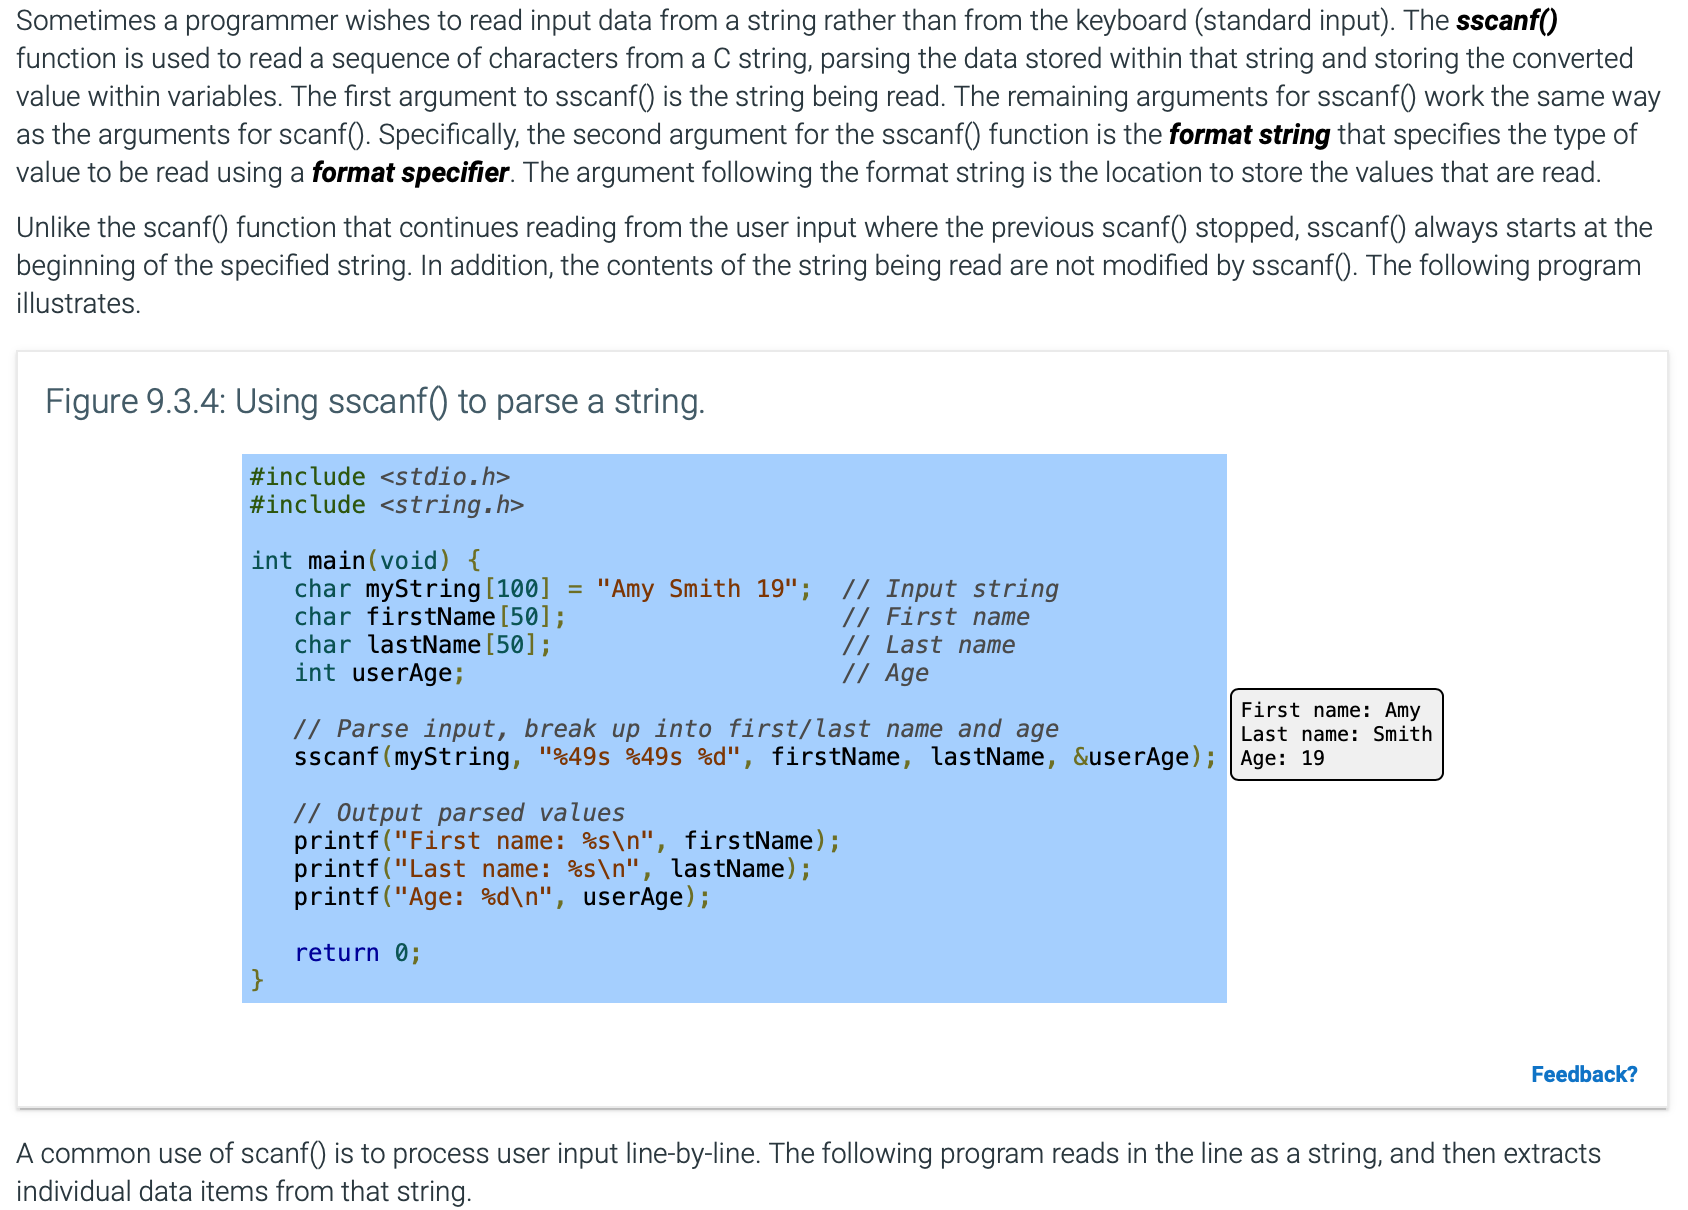 Sometimes a programmer wishes to read input data from a string rather than from the keyboard (standard input). The sscanf()
function is used to read a sequence of characters from a C string, parsing the data stored within that string and storing the converted
value within variables. The first argument to sscanf() is the string being read. The remaining arguments for sscanf() work the same way
as the arguments for scanf(). Specifically, the second argument for the sscanf() function is the format string that specifies the type of
value to be read using a format specifier. The argument following the format string is the location to store the values that are read.
Unlike the scanf() function that continues reading from the user input where the previous scanf() stopped, sscanf() always starts at the
beginning of the specified string. In addition, the contents of the string being read are not modified by sscanf(). The following program
illustrates.
Figure 9.3.4: Using sscanf() to parse a string.
#include <stdio.h>
#include <string.h>
int main(void) {
   char myString[100] = "Amy Smith 19";  // Input string
   char firstName[50];                   // First name
   char lastName[50];                    // Last name
   int userAge;                          // Age
   // Parse input, break up into first/last name and age
   sscanf(myString, "%49s %49s %d", firstName, lastName, &userAge);
   // Output parsed values
   printf("First name: %s\n", firstName);
   printf("Last name: %s\n", lastName);
   printf("Age: %d\n", userAge);
   return 0;
}
First name: Amy
Last name: Smith
Age: 19
Feedback?
A common use of scanf() is to process user input line-by-line. The following program reads in the line as a string, and then extracts
individual data items from that string.